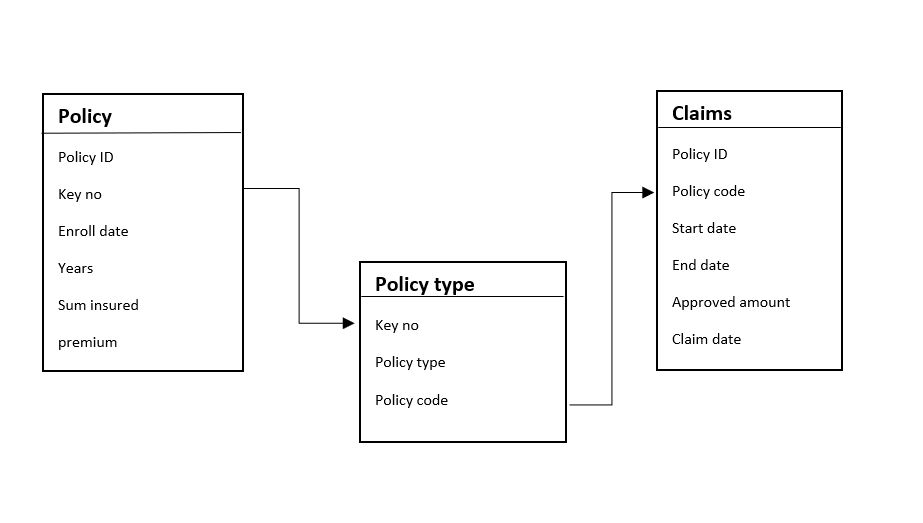 Policy
Policy ID
Key no
Enroll date
Years
Sum insured
premium
Policy type
Key no
Policy type
Policy code
Claims
Policy ID
Policy code
Start date
End date
Approved amount
Claim date